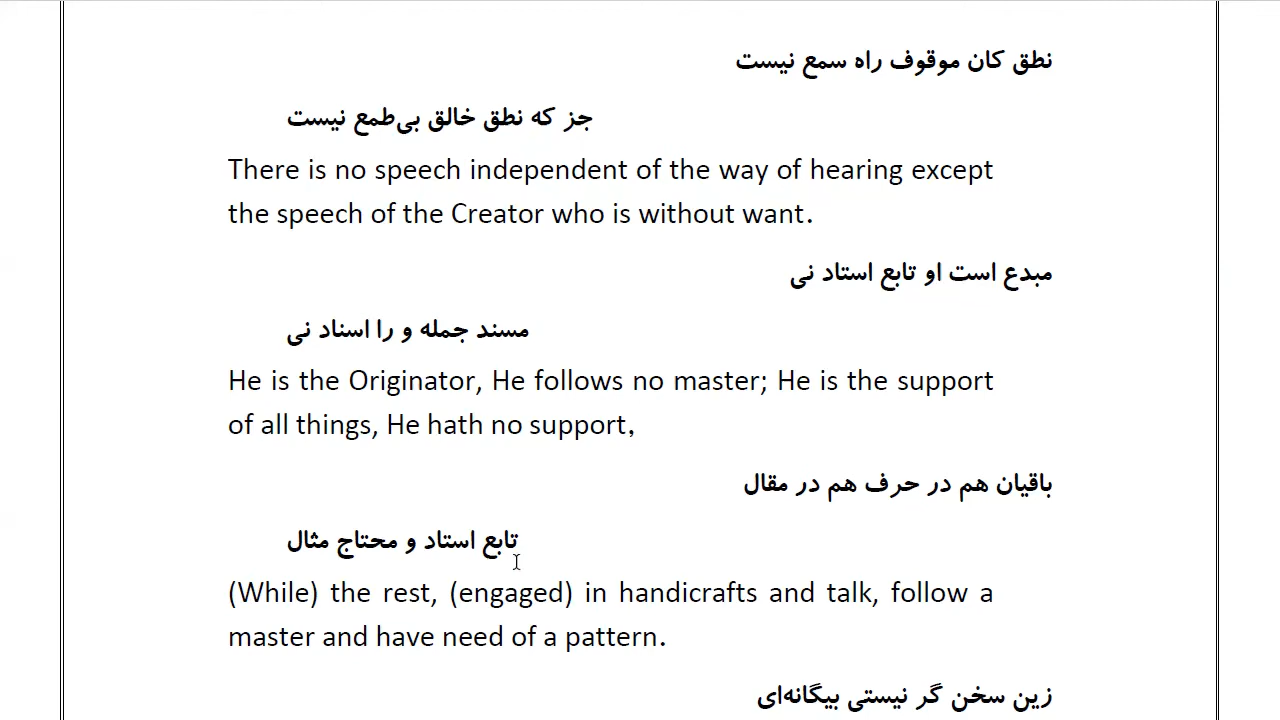 نطق کان موقوف راه سمع نیست
جز که نطق خالق بی‌طمع نیست
There is no speech independent of the way of hearing except
the speech of the Creator who is without want.
مبدع است او تابع استاد نی
مسند جمله و را اسناد نی
He is the Originator, He follows no master; He is the support
of all things, He hath no support,
باقیان هم در حرف هم در مقال
تابع استاد و محتاج مثال
(While) the rest, (engaged) in handicrafts and talk, follow a
master and have need of a pattern.
زین سخن گر نیستی بیگانه‌ای